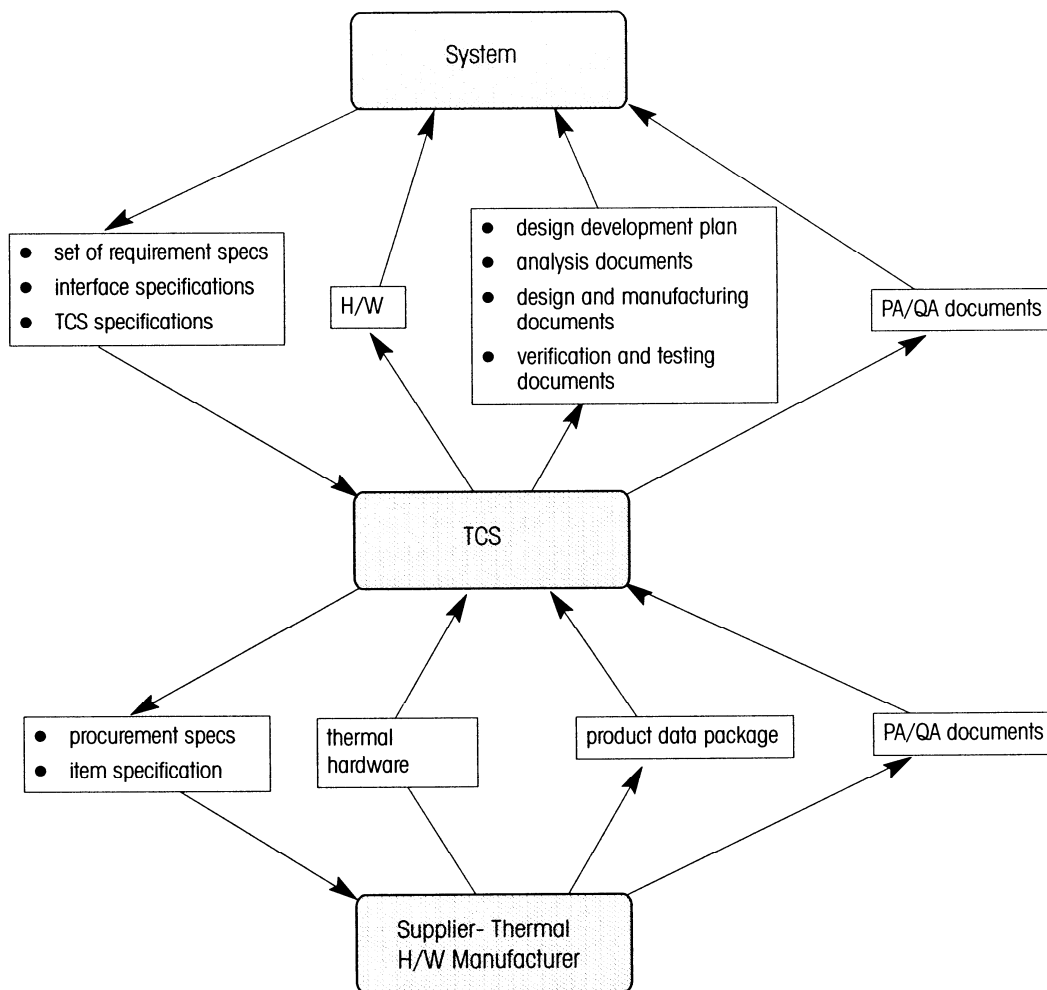 System
● set of requirement specs
● interface specifications
● TCS specifications
H/W
● design development plan
● analysis documents
● design and manufacturing
documents
● verification and testing
documents
PA/QA documents
TCS
● procurement specs
● item specification
thermal
hardware
product data package
PA/QA documents
Supplier- Thermal
H/W Manufacturer